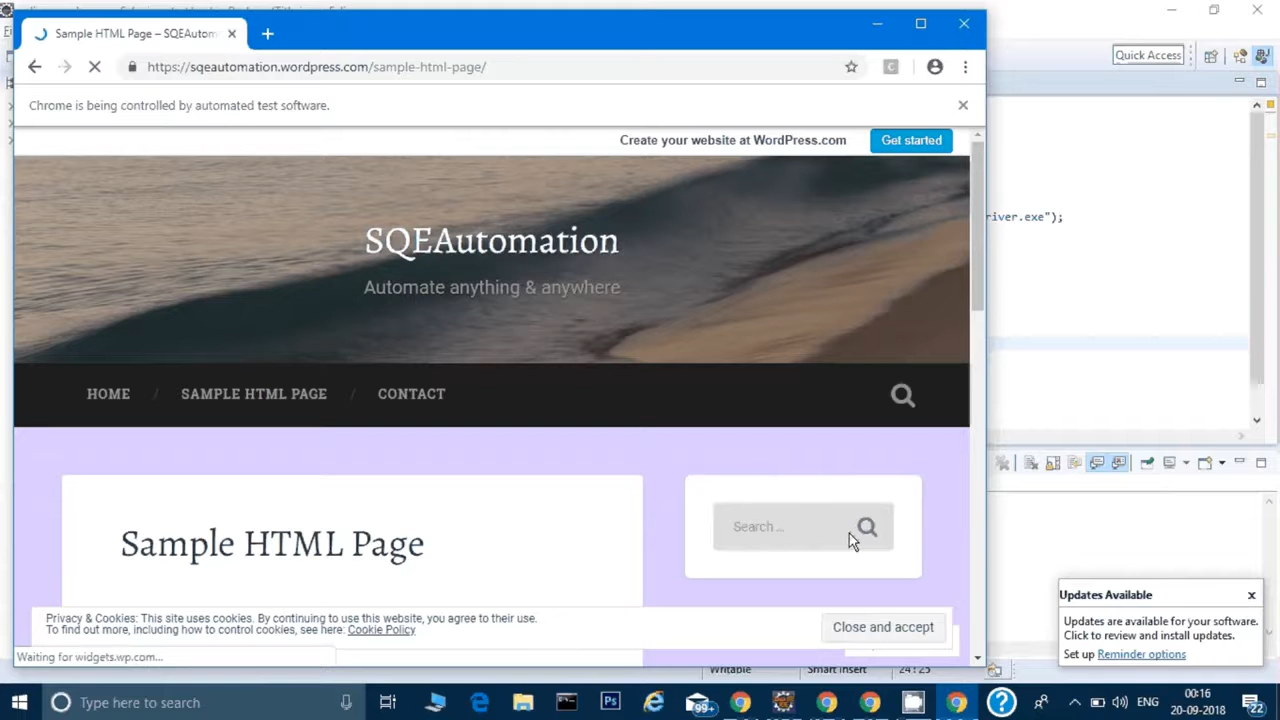 Sample HTML Page – SQEAutom
https://sqeautomation.wordpress.com/sample-html-page/
Quick Access
Chrome is being controlled by automated test software.
Create your website at WordPress.com
Get started
SQEAutomation
river.exe");
Automate anything & anywhere
HOME / SAMPLE HTML PAGE / CONTACT
Search ...
Sample HTML Page
Updates Available
Updates are available for your software.
Click to review and install updates.
Set up Reminder options
Privacy & Cookies: This site uses cookies. By continuing to use this website, you agree to their use.
To find out more, including how to control cookies, see here: Cookie Policy
Close and accept
Waiting for widgets.wp.com...
Writable
Smart Insert
24:25
Type here to search
99+
ENG
00:16
20-09-2018
22